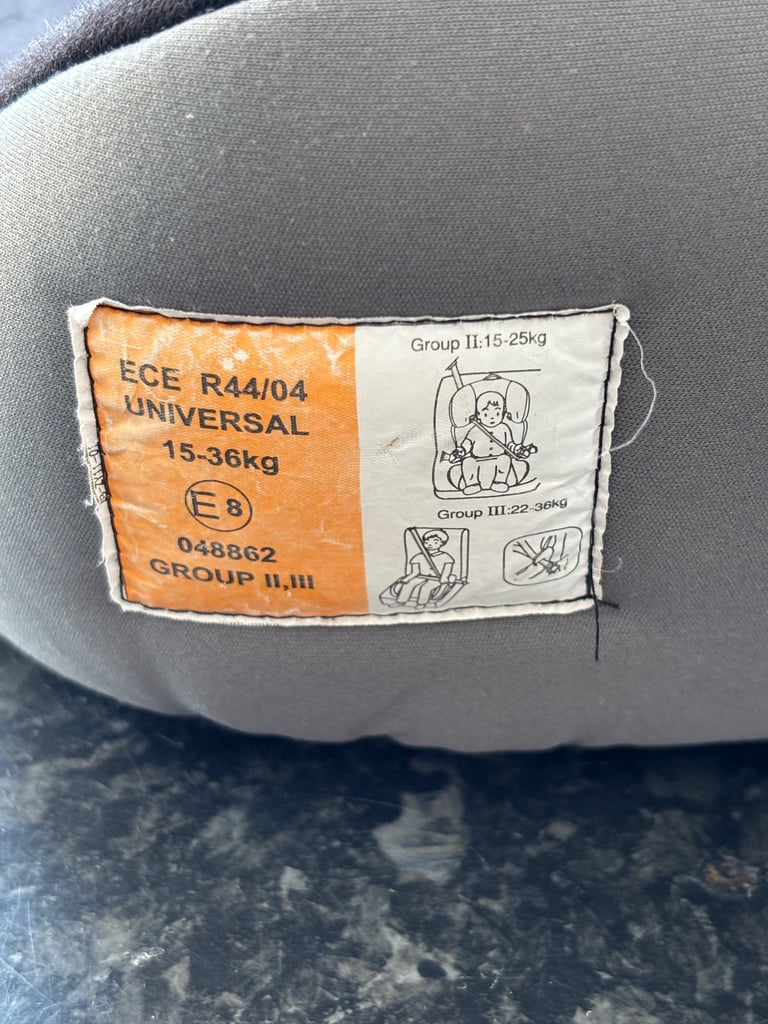 ECE R44/04
UNIVERSAL
15-36kg
E 8
048862
GROUP II,III
Group II:15-25kg
Group III:22-36kg